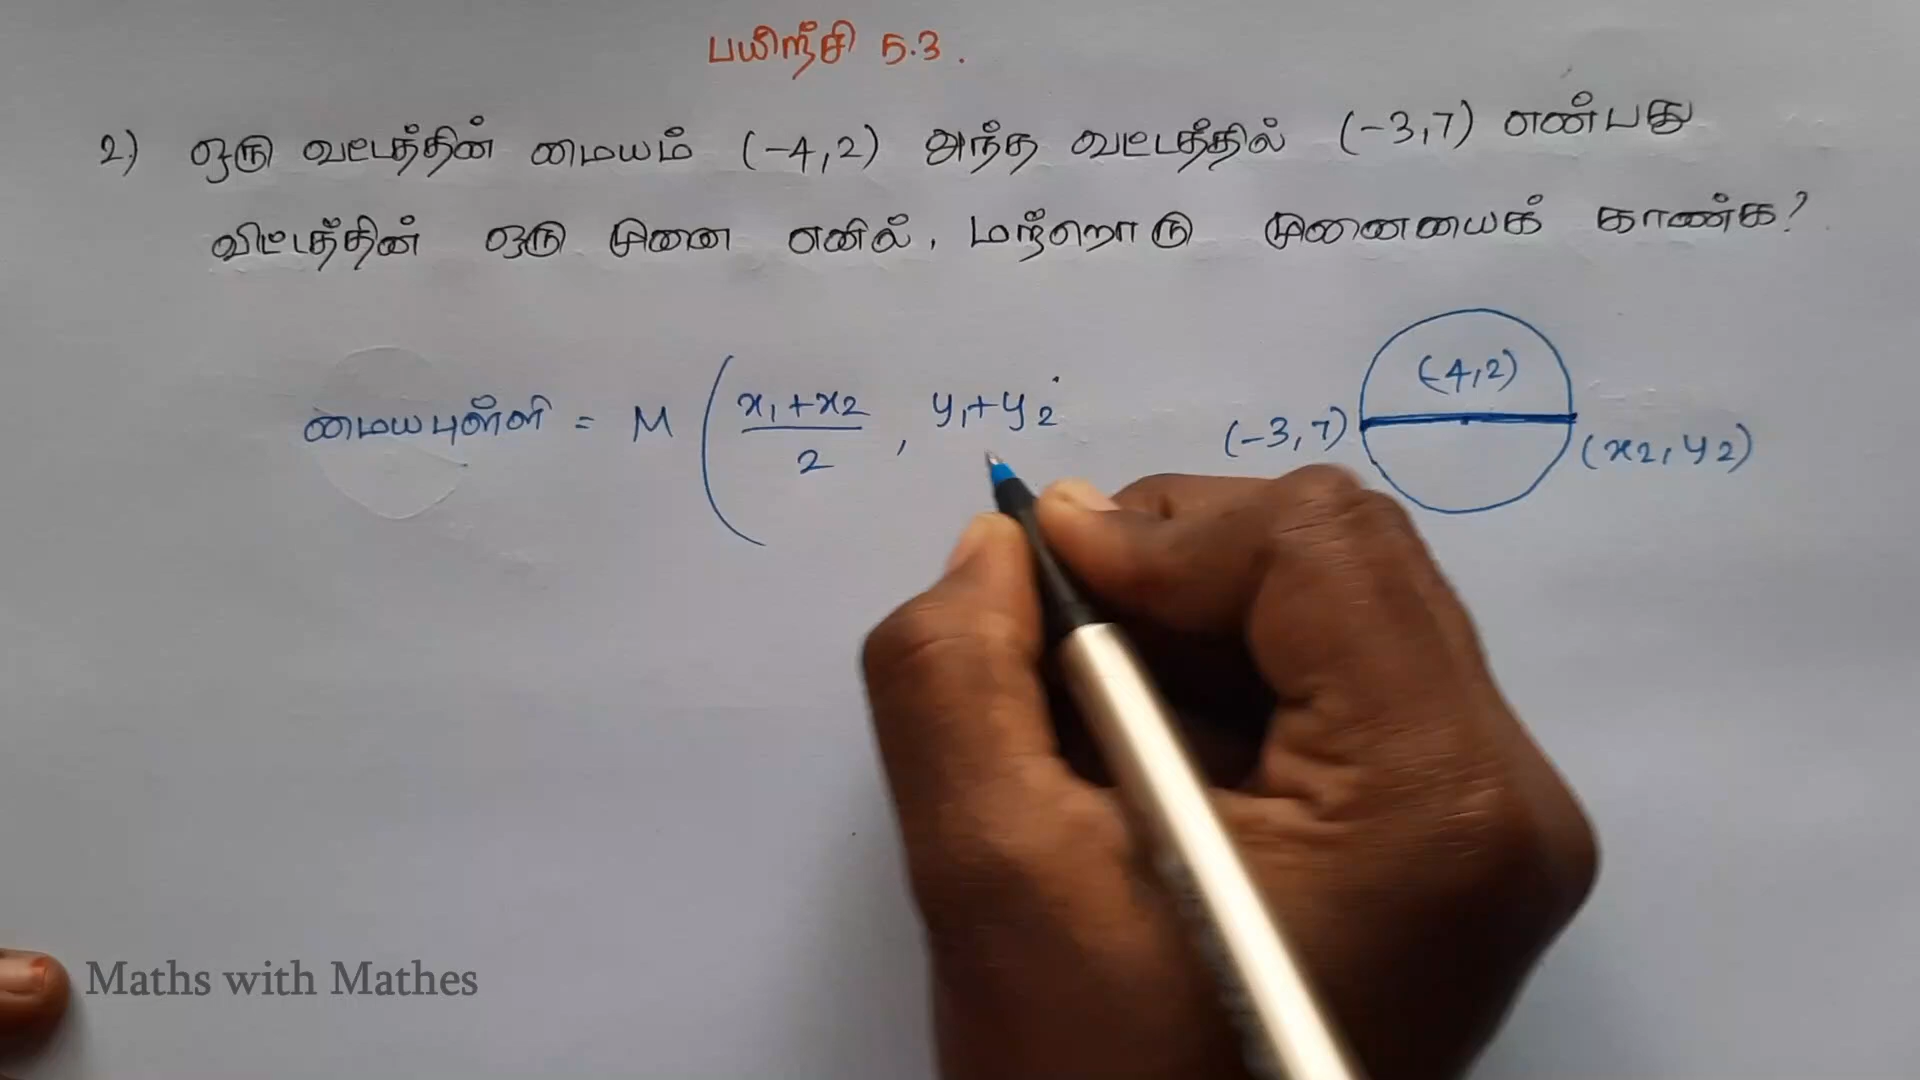 பயிற்சி 5.3.
2) ஒரு வட்டத்தின் மையம் (-4,2) அந்த வட்டத்தில் (-3,7) என்பது
விட்டத்தின் ஒரு முனை எனில், மற்றொரு முனையைக் காண்க?
மையபுள்ளி = M ( x₁+x₂ / 2 , y₁+y₂
(-4,2)
(-3,7)
(x₂,y₂)
Maths with Mathes